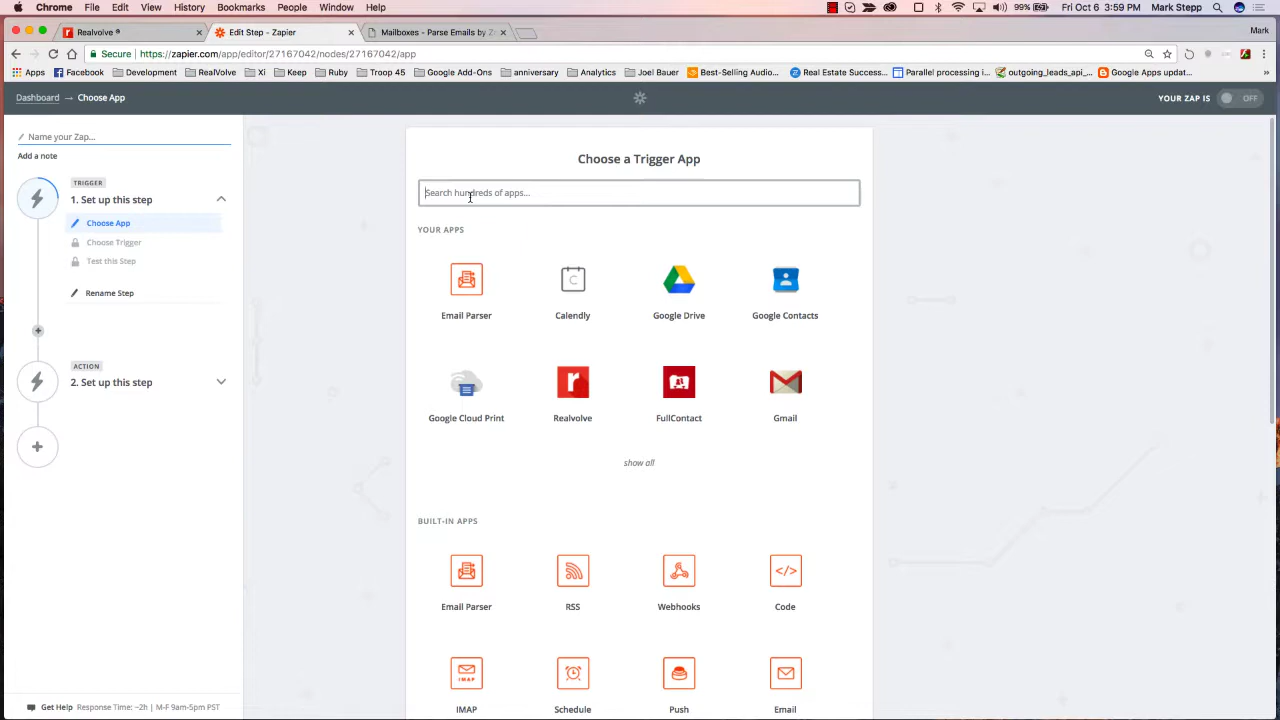 Chrome File Edit View History Bookmarks People Window Help 99% Fri Oct 6 3:59 PM Mark Stepp
Realvolve ® Edit Step - Zapier Mailboxes - Parse Emails by Z Mark
Secure https://zapier.com/app/editor/27167042/nodes/27167042/app
Apps Facebook Development RealVolve Xi Keep Ruby Troop 45 Google Add-Ons anniversary Analytics Joel Bauer Best-Selling Audio... Real Estate Success... Parallel processing i... outgoing_leads_api_... Google Apps updat... »
Dashboard → Choose App YOUR ZAP IS OFF
Name your Zap...
Add a note
TRIGGER
1. Set up this step
Choose App
Choose Trigger
Test this Step
Rename Step
ACTION
2. Set up this step
Get Help Response Time: ~2h | M-F 9am-5pm PST
Choose a Trigger App
Search hundreds of apps...
YOUR APPS
Email Parser Calendly Google Drive Google Contacts
Google Cloud Print Realvolve FullContact Gmail
show all
BUILT-IN APPS
</>
Email Parser RSS Webhooks Code
IMAP
IMAP Schedule Push Email